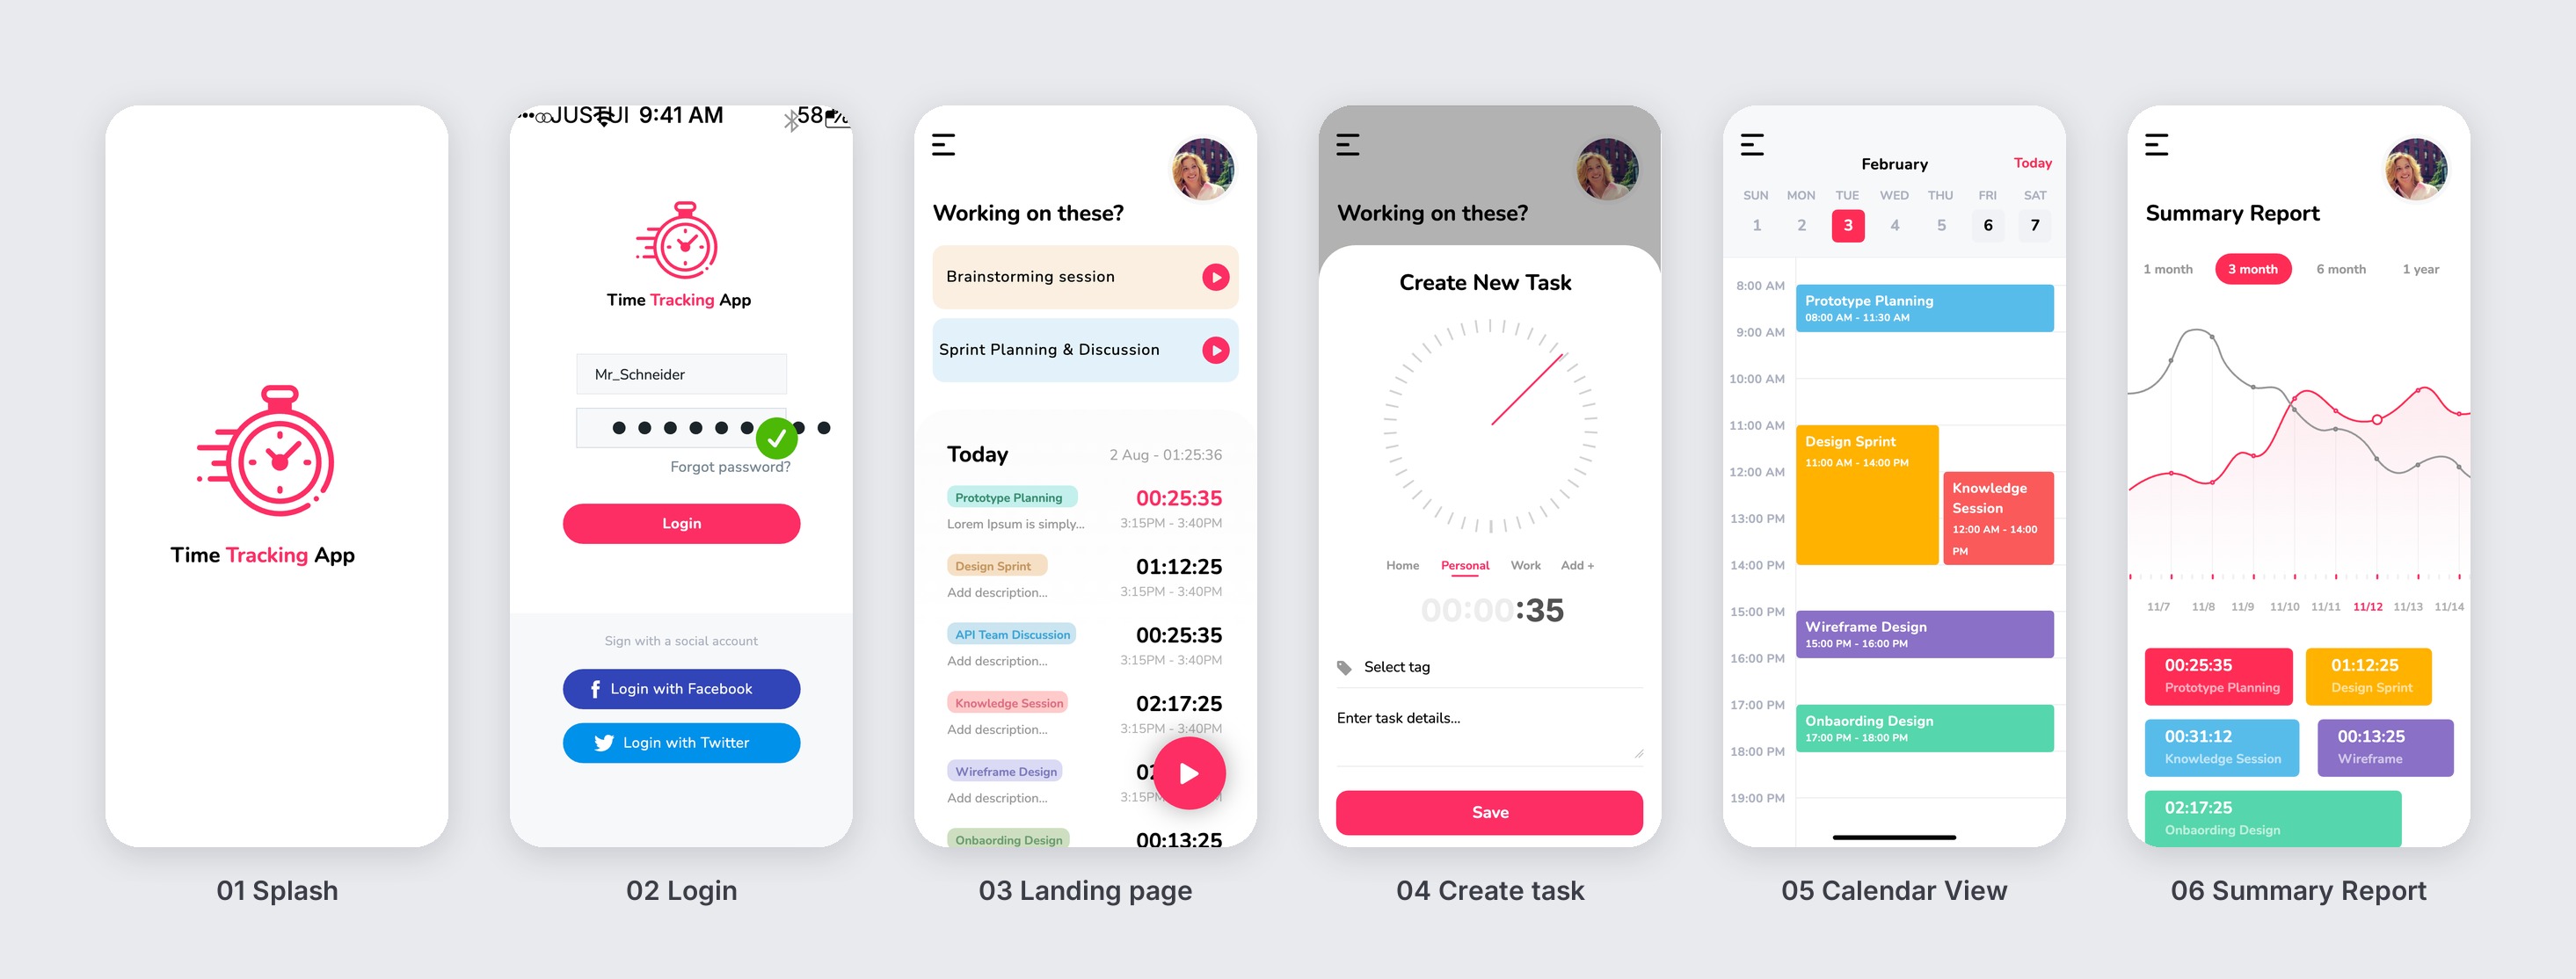 Time Tracking App
01 Splash
JUSTUI 9:41 AM 58%
Time Tracking App
Mr_Schneider
Forgot password?
Login
Sign with a social account
Login with Facebook
Login with Twitter
02 Login
Working on these?
Brainstorming session
Sprint Planning & Discussion
Today 2 Aug - 01:25:36
Prototype Planning 00:25:35
Lorem Ipsum is simply... 3:15PM - 3:40PM
Design Sprint 01:12:25
Add description... 3:15PM - 3:40PM
API Team Discussion 00:25:35
Add description... 3:15PM - 3:40PM
Knowledge Session 02:17:25
Add description... 3:15PM - 3:40PM
Wireframe Design
Add description... 3:15PM
Onbaording Design 00:13:25
03 Landing page
Working on these?
Create New Task
Home Personal Work Add +
00:00:35
Select tag
Enter task details...
Save
04 Create task
February Today
SUN MON TUE WED THU FRI SAT
1 2 3 4 5 6 7
8:00 AM
Prototype Planning
08:00 AM - 11:30 AM
9:00 AM
10:00 AM
11:00 AM
Design Sprint
11:00 AM - 14:00 PM
12:00 AM
Knowledge
Session
12:00 AM - 14:00
PM
13:00 PM
14:00 PM
15:00 PM
Wireframe Design
15:00 PM - 16:00 PM
16:00 PM
17:00 PM
Onbaording Design
17:00 PM - 18:00 PM
18:00 PM
19:00 PM
05 Calendar View
Summary Report
1 month 3 month 6 month 1 year
11/7 11/8 11/9 11/10 11/11 11/12 11/13 11/14
00:25:35
Prototype Planning
01:12:25
Design Sprint
00:31:12
Knowledge Session
00:13:25
Wireframe
02:17:25
Onbaording Design
06 Summary Report